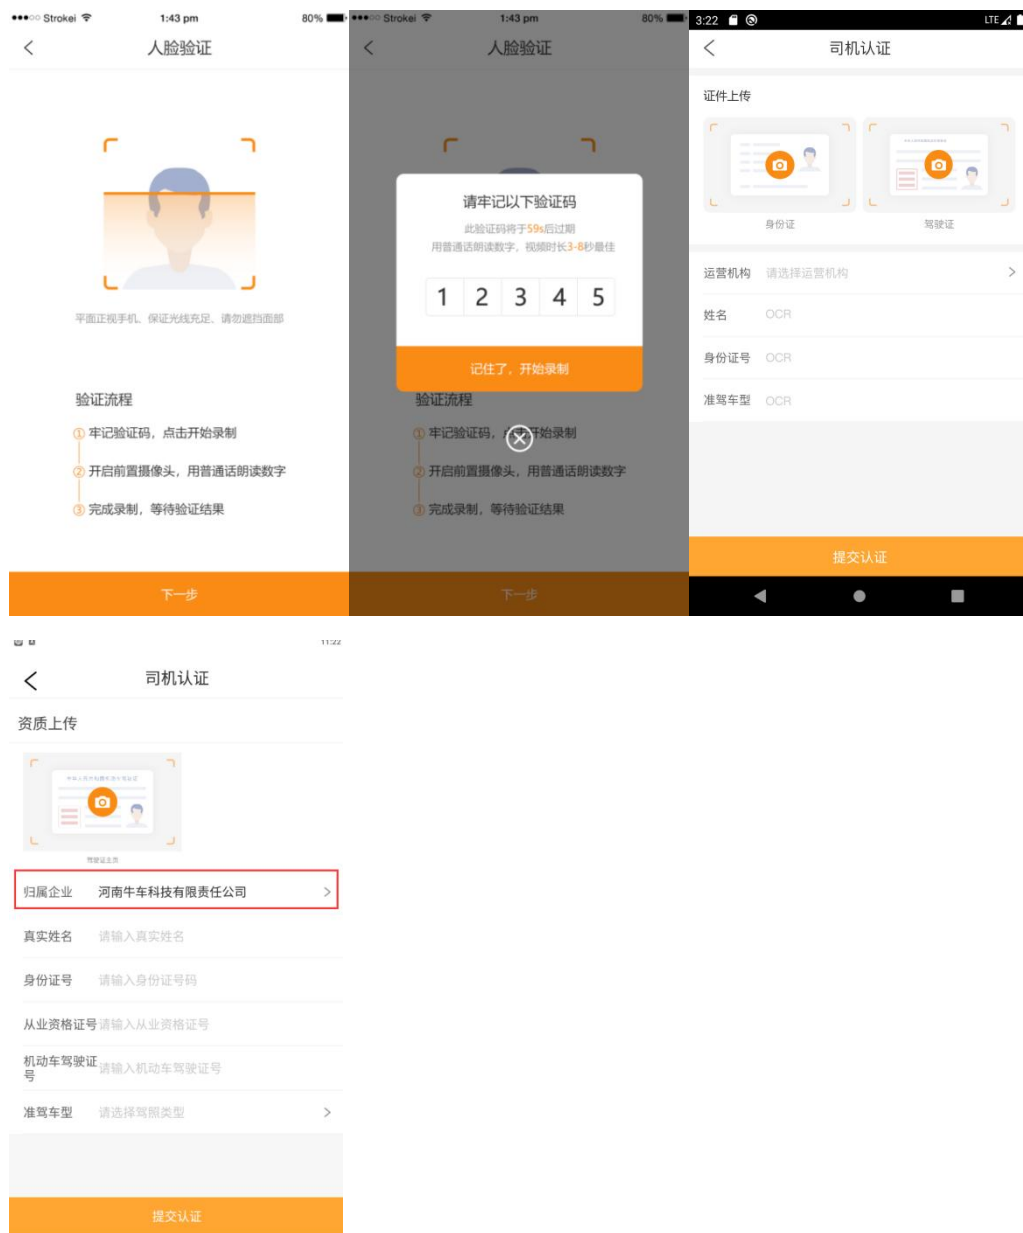 Strokei 1:43 pm 80%
人脸验证
平面正视手机、保证光线充足、请勿遮挡面部
验证流程
① 牢记验证码，点击开始录制
② 开启前置摄像头，用普通话朗读数字
③ 完成录制，等待验证结果
下一步
Strokei 1:43 pm 80%
人脸验证
请牢记以下验证码
此验证码将于59s后过期
用普通话朗读数字，视频时长3-8秒最佳
1 2 3 4 5
记住了，开始录制
验证流程
① 牢记验证码，点击开始录制
② 开启前置摄像头，用普通话朗读数字
③ 完成录制，等待验证结果
下一步
3:22 LTE
司机认证
证件上传
身份证 驾驶证
运营机构 请选择运营机构
姓名 OCR
身份证号 OCR
准驾车型 OCR
提交认证
11:22
司机认证
资质上传
驾驶证主页
归属企业 河南牛车科技有限责任公司
真实姓名 请输入真实姓名
身份证号 请输入身份证号码
从业资格证号 请输入从业资格证号
机动车驾驶证号 请输入机动车驾驶证号
准驾车型 请选择驾照类型
提交认证